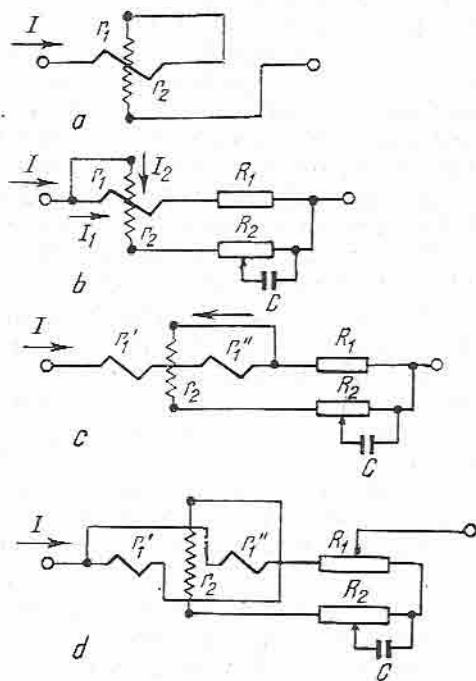 I
r₁
r₂
a
I
r₁
I₂
R₁
I₁
r₂
R₂
b
C
I
r₁'
r₁"
R₁
r₂
R₂
c
C
I
r₁'
r₁"
R₁
r₂
R₂
d
C